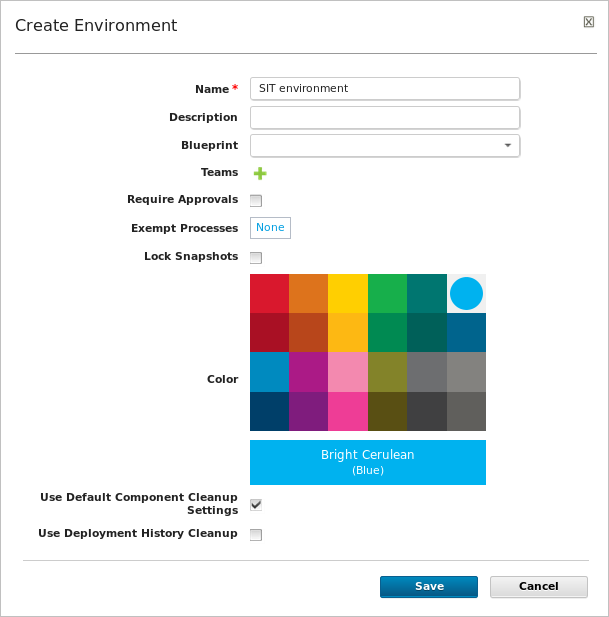 Create Environment
Name *
SIT environment
Description
Blueprint
Teams
Require Approvals
Exempt Processes
None
Lock Snapshots
Color
Bright Cerulean
(Blue)
Use Default Component Cleanup
Settings
Use Deployment History Cleanup
Save
Cancel